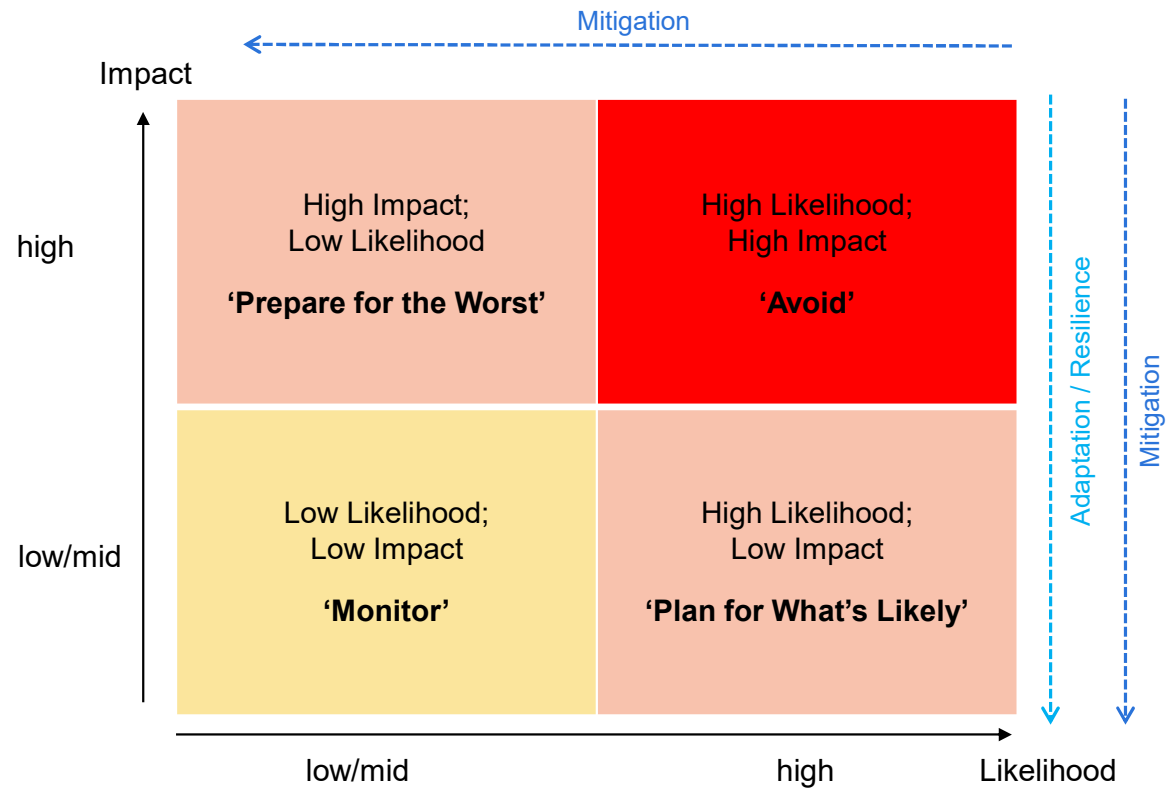 Mitigation
Impact
high
High Impact;
Low Likelihood
‘Prepare for the Worst’
High Likelihood;
High Impact
‘Avoid’
Adaptation / Resilience
Mitigation
low/mid
Low Likelihood;
Low Impact
‘Monitor’
High Likelihood;
Low Impact
‘Plan for What’s Likely’
low/mid
high
Likelihood